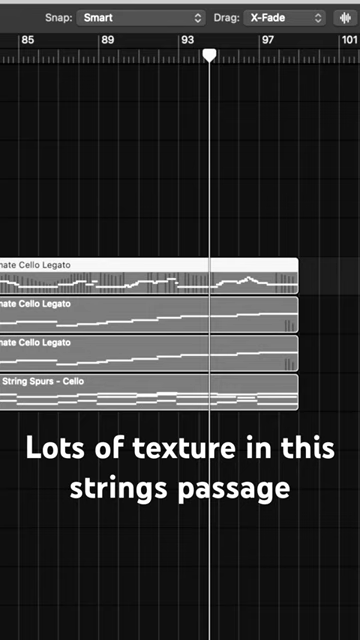 Snap: Smart Drag: X-Fade
85 89 93 97 101
nate Cello Legato
nate Cello Legato
nate Cello Legato
String Spurs - Cello
Lots of texture in this
strings passage